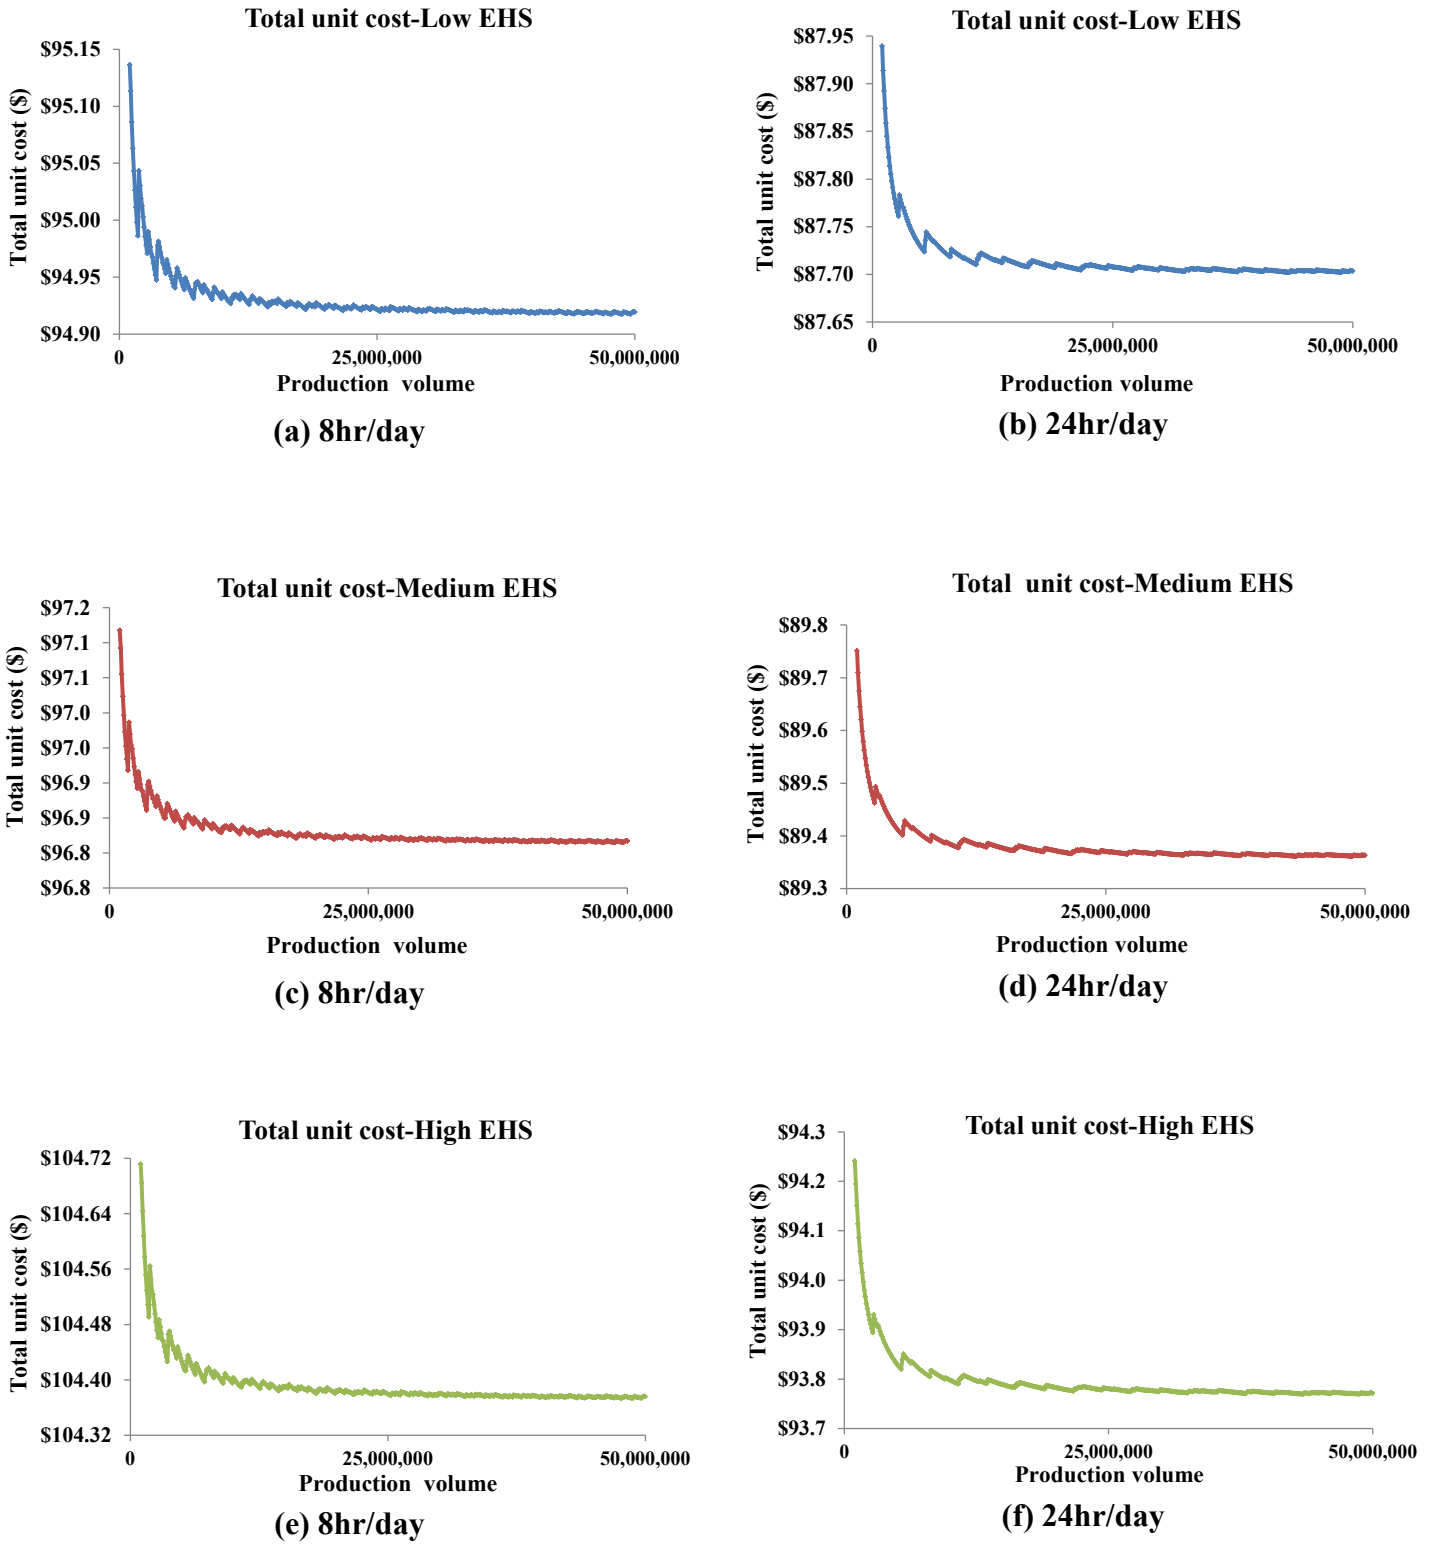 Total unit cost-Low EHS
Total unit cost ($)
$95.15
$95.10
$95.05
$95.00
$94.95
$94.90
0
25,000,000
50,000,000
Production volume
(a) 8hr/day
Total unit cost-Low EHS
Total unit cost ($)
$87.95
$87.90
$87.85
$87.80
$87.75
$87.70
$87.65
0
25,000,000
50,000,000
Production volume
(b) 24hr/day
Total unit cost-Medium EHS
Total unit cost ($)
$97.2
$97.1
$97.1
$97.0
$97.0
$96.9
$96.9
$96.8
$96.8
0
25,000,000
50,000,000
Production volume
(c) 8hr/day
Total unit cost-Medium EHS
Total unit cost ($)
$89.8
$89.7
$89.6
$89.5
$89.4
$89.3
0
25,000,000
50,000,000
Production volume
(d) 24hr/day
Total unit cost-High EHS
Total unit cost ($)
$104.72
$104.64
$104.56
$104.48
$104.40
$104.32
0
25,000,000
50,000,000
Production volume
(e) 8hr/day
Total unit cost-High EHS
Total unit cost ($)
$94.3
$94.2
$94.1
$94.0
$93.9
$93.8
$93.7
0
25,000,000
50,000,000
Production volume
(f) 24hr/day